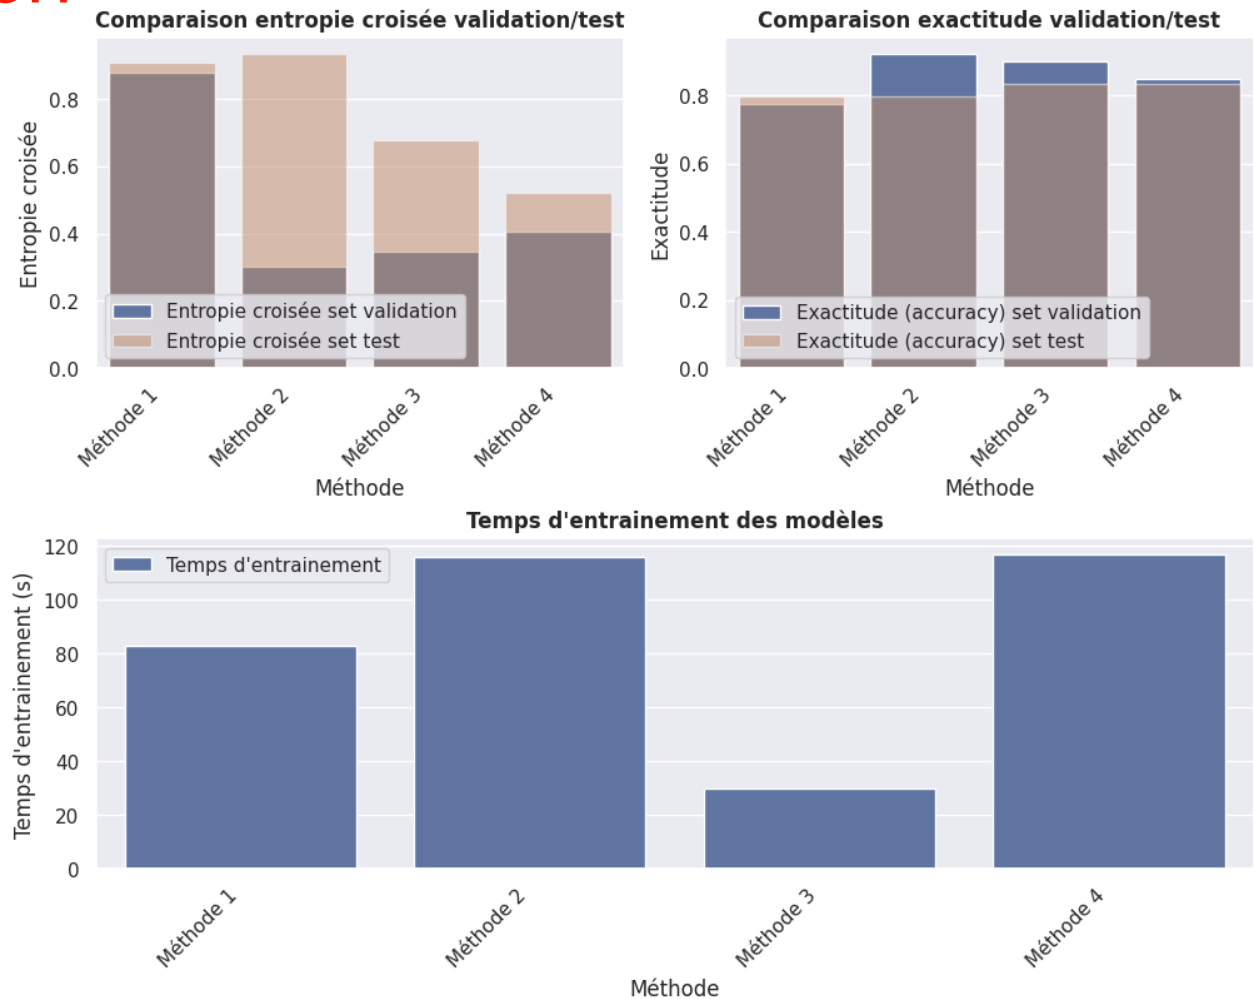 Comparaison entropie croisée validation/test
Entropie croisée
0.8
0.6
0.4
0.2
0.0
Entropie croisée set validation
Entropie croisée set test
Méthode 1
Méthode 2
Méthode 3
Méthode 4
Méthode
Comparaison exactitude validation/test
Exactitude
0.8
0.6
0.4
0.2
0.0
Exactitude (accuracy) set validation
Exactitude (accuracy) set test
Méthode 1
Méthode 2
Méthode 3
Méthode 4
Méthode
Temps d'entrainement des modèles
Temps d'entrainement (s)
120
100
80
60
40
20
0
Temps d'entrainement
Méthode 1
Méthode 2
Méthode 3
Méthode 4
Méthode